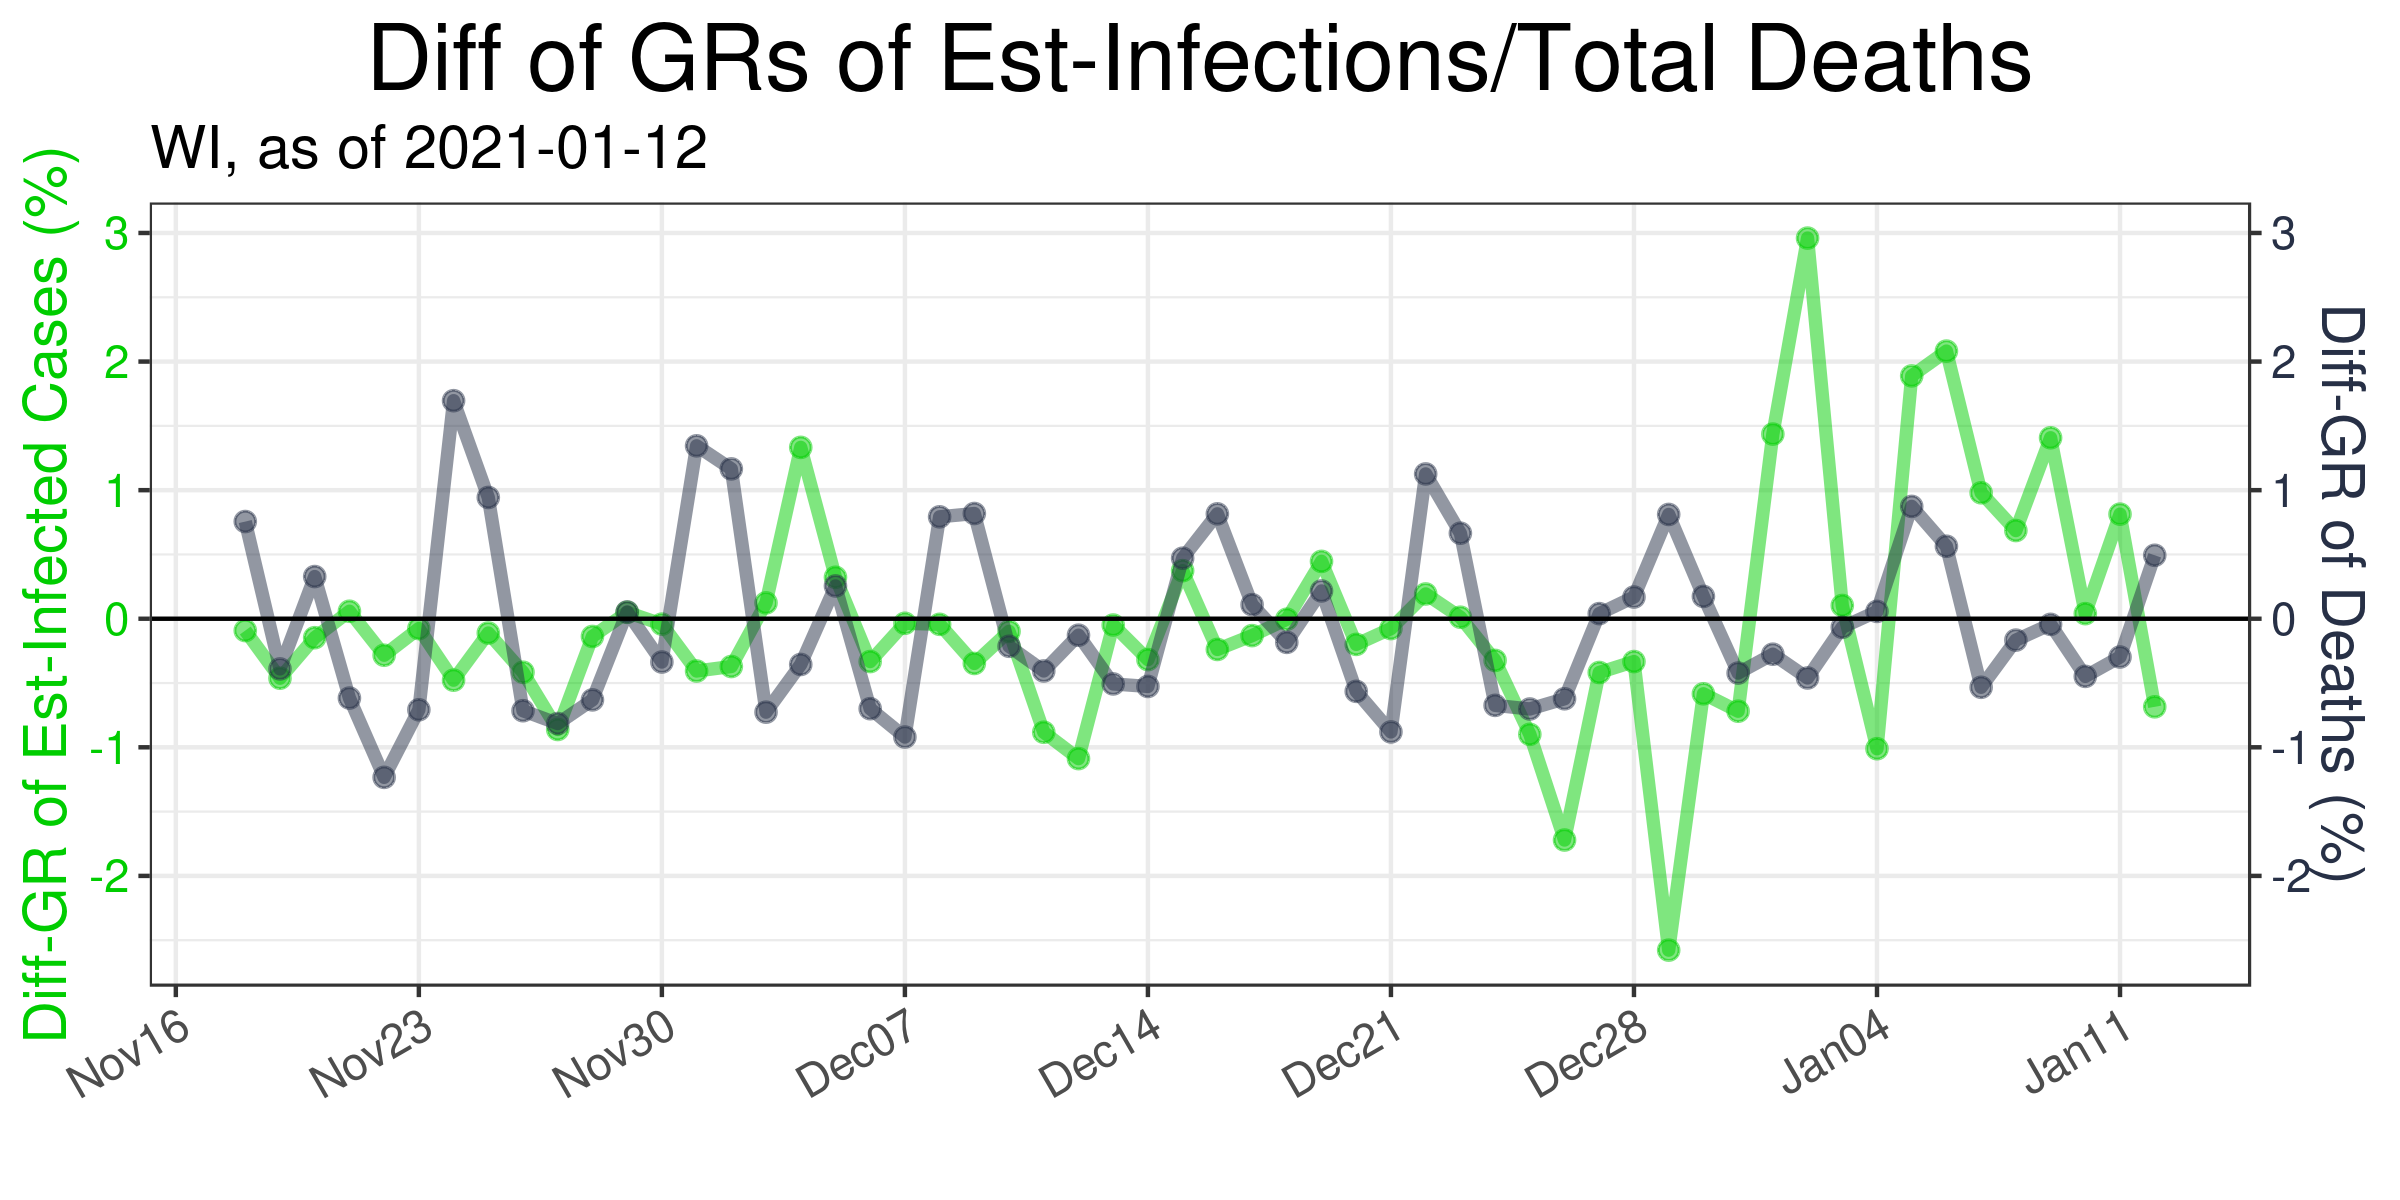 Diff of GRs of Est-Infections/Total Deaths
WI, as of 2021-01-12
Diff-GR of Est-Infected Cases (%)
3
2
1
0
-1
-2
3
2
1
0
-1
-2
Diff-GR of Deaths (%)
Nov16
Nov23
Nov30
Dec07
Dec14
Dec21
Dec28
Jan04
Jan11